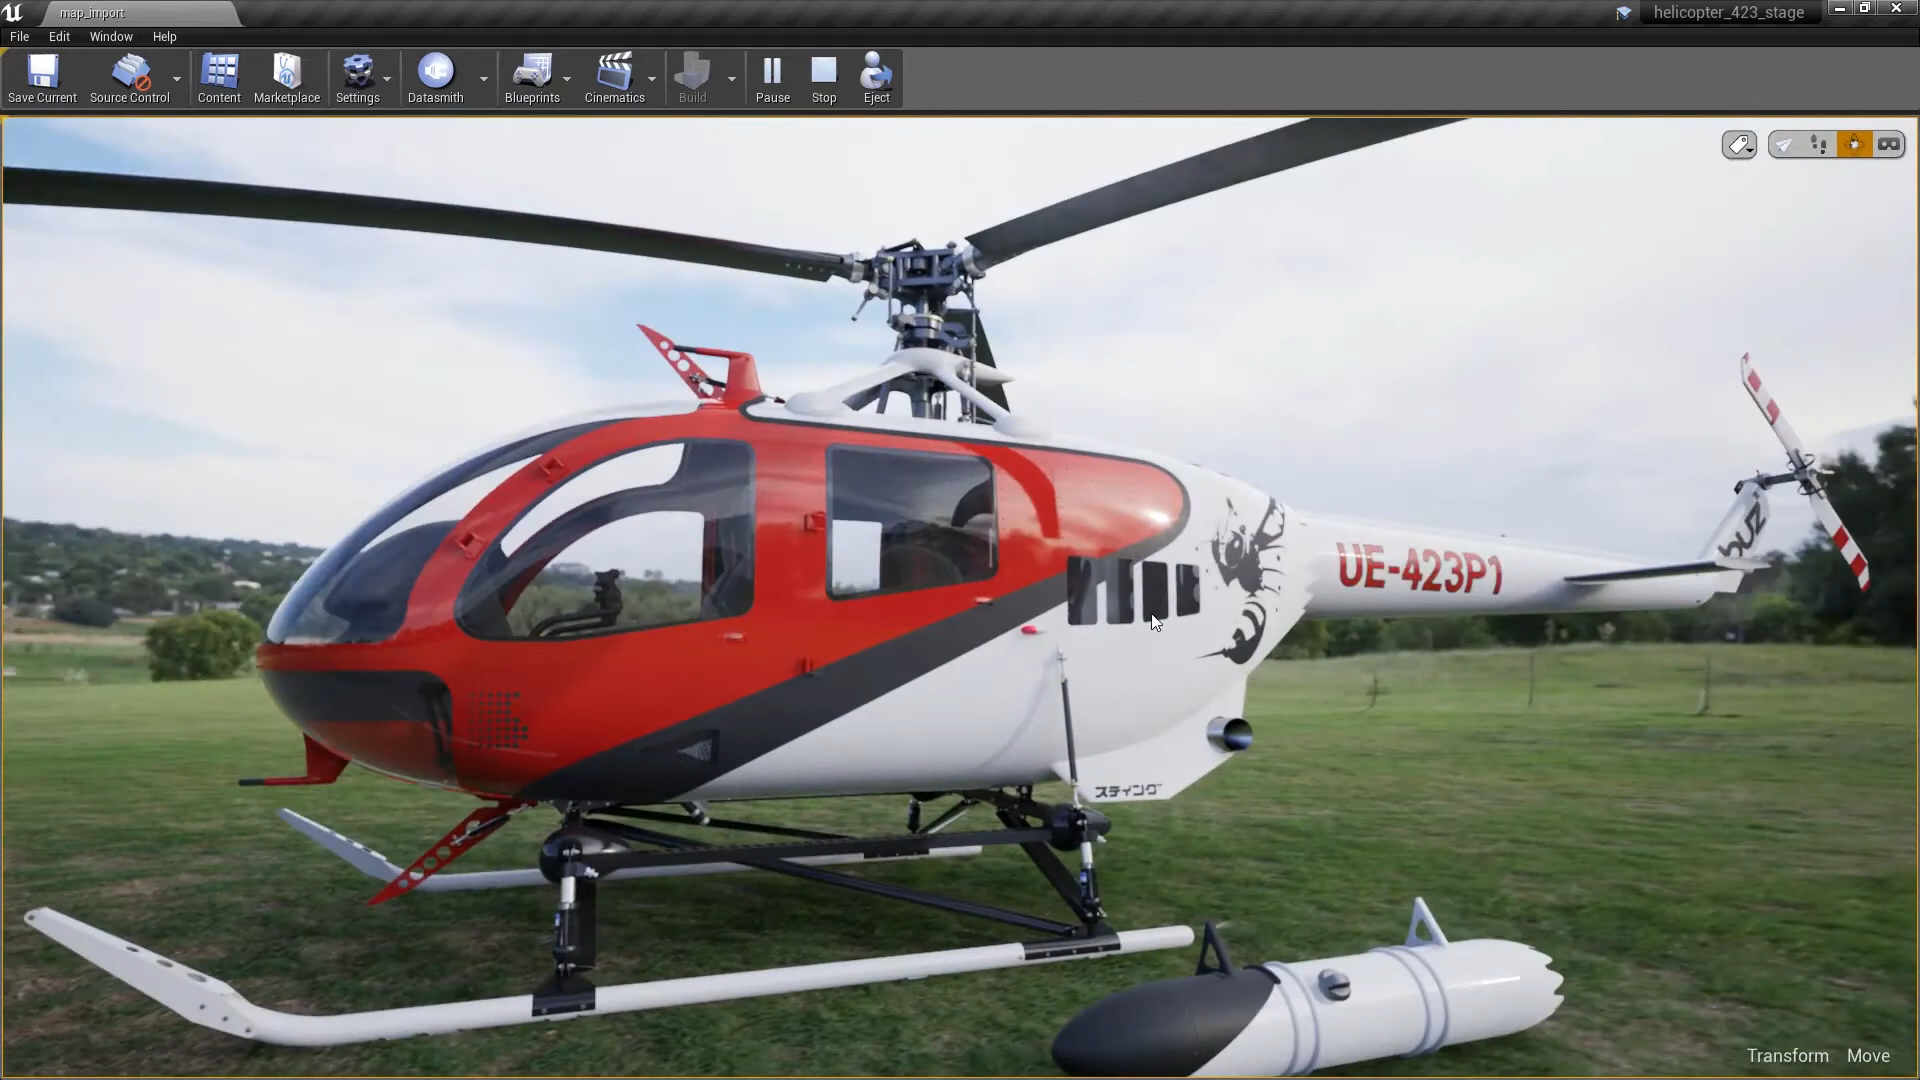 map_import
helicopter_423_stage
File Edit Window Help
Save Current Source Control Content Marketplace Settings Datasmith Blueprints Cinematics Build Pause Stop Eject
buz
UE-423P1
スティング
Transform Move